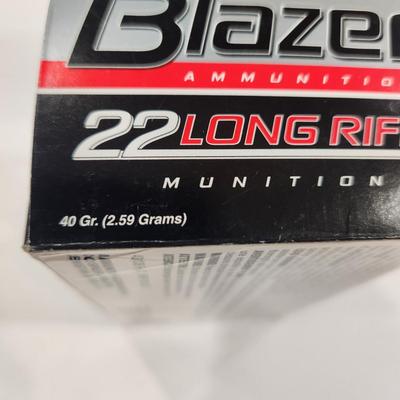 Blazer
AMMUNITIO
22 LONG RIF
MUNITION
40 Gr. (2.59 Grams)